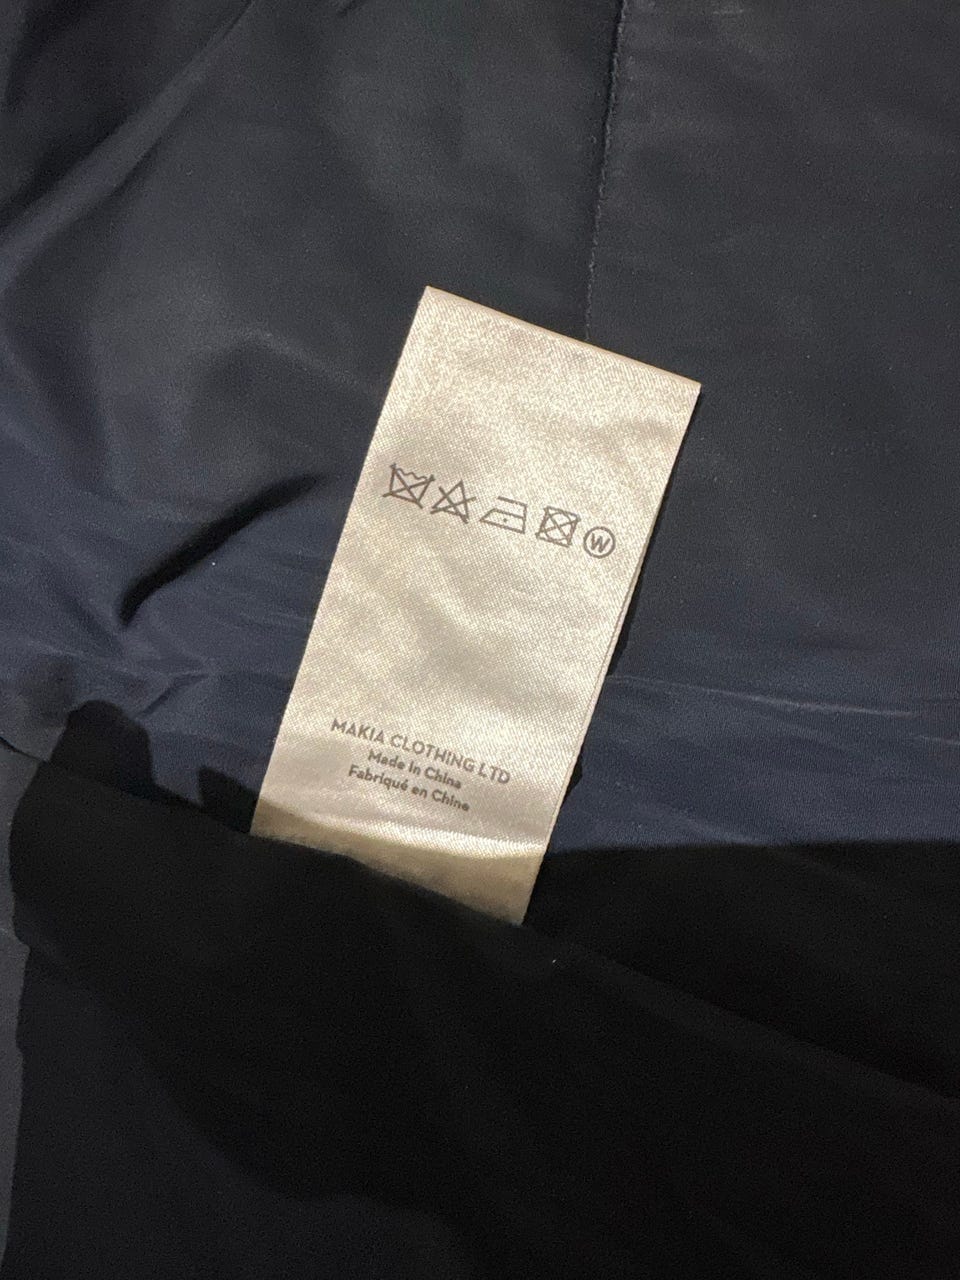 W
MAKIA CLOTHING LTD
Made in China
Fabriqué en Chine